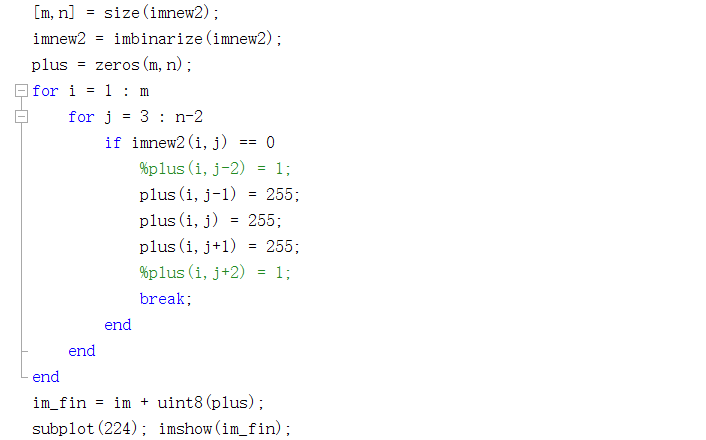 [m,n] = size(imnew2);
imnew2 = imbinarize(imnew2);
plus = zeros(m,n);
for i = 1 : m
    for j = 3 : n-2
        if imnew2(i,j) == 0
            %plus(i,j-2) = 1;
            plus(i,j-1) = 255;
            plus(i,j) = 255;
            plus(i,j+1) = 255;
            %plus(i,j+2) = 1;
            break;
        end
    end
end
im_fin = im + uint8(plus);
subplot(224); imshow(im_fin);